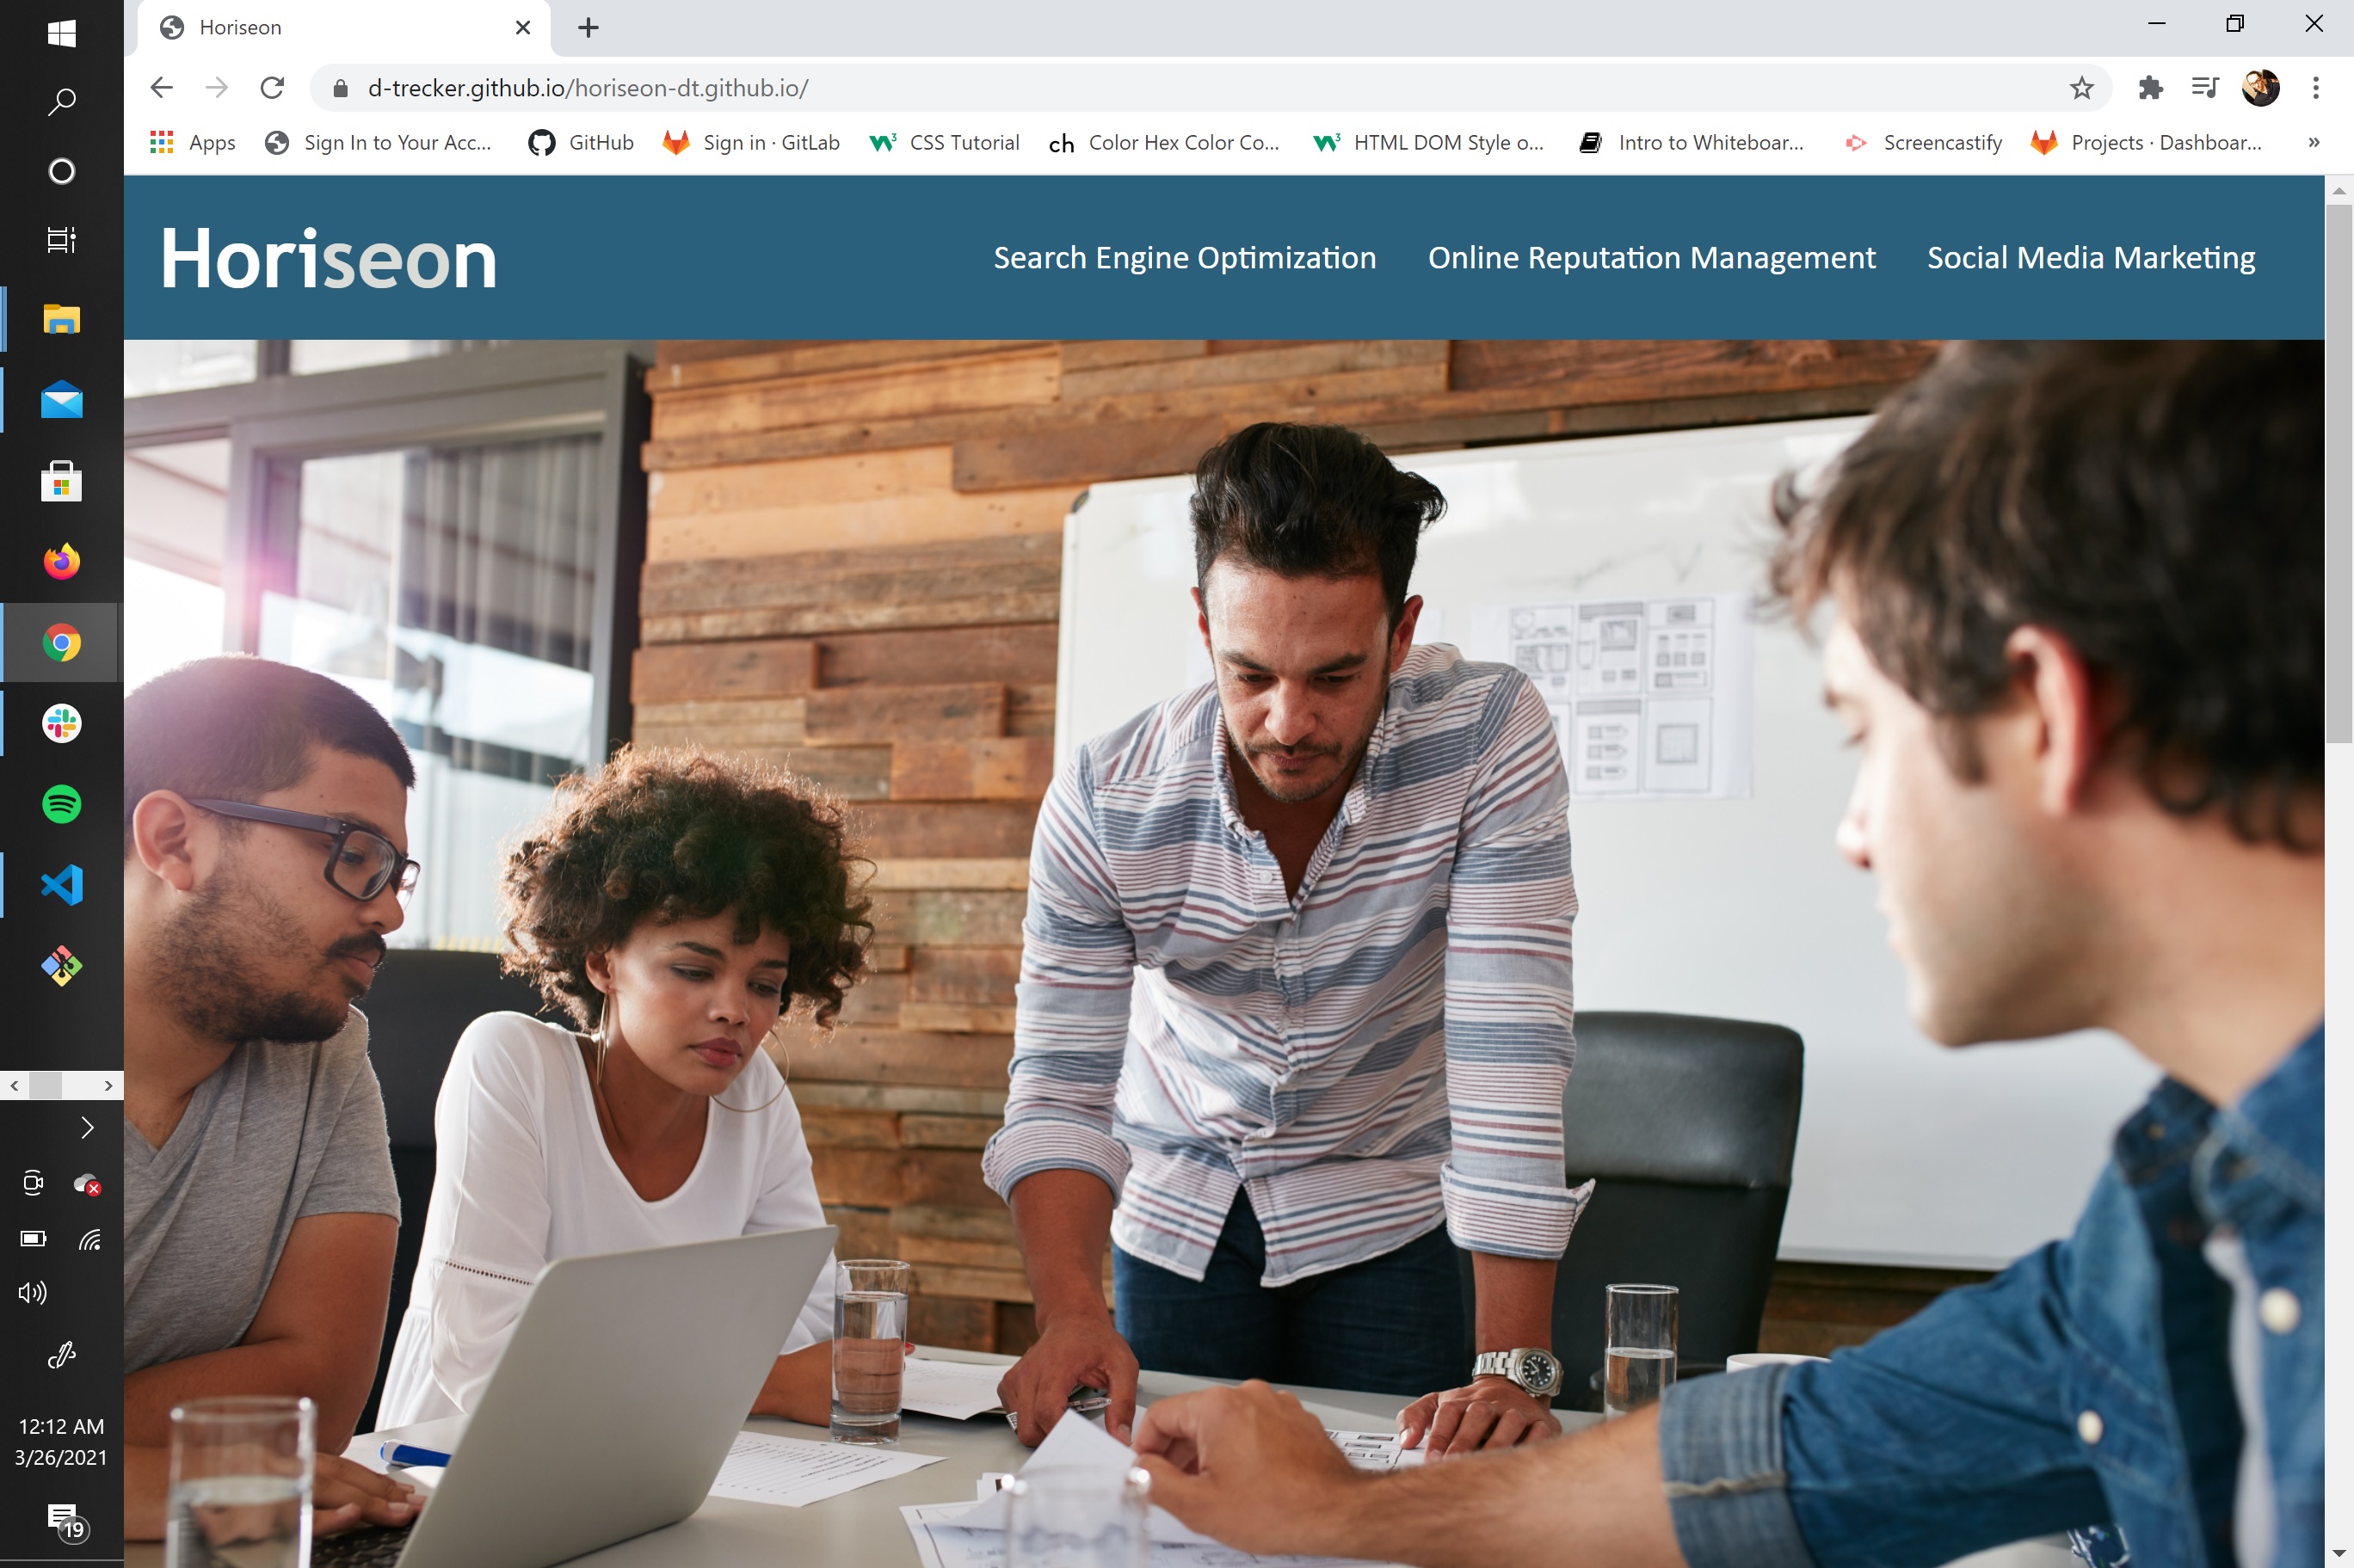 Horiseon
d-trecker.github.io/horiseon-dt.github.io/
Apps
Sign In to Your Acc...
GitHub
Sign in · GitLab
CSS Tutorial
ch
Color Hex Color Co...
HTML DOM Style o...
Intro to Whiteboar...
Screencastify
Projects · Dashboar...
»
Horiseon
Search Engine Optimization
Online Reputation Management
Social Media Marketing
12:12 AM
3/26/2021
19